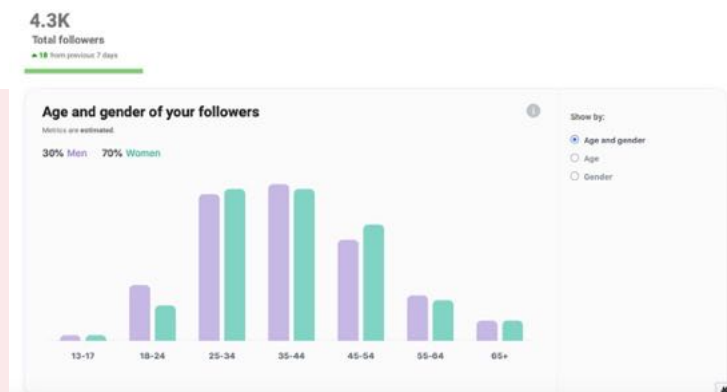 4.3K
Total followers
18 from previous 7 days
Age and gender of your followers
Metrics are estimated.
30% Men 70% Women
13-17 18-24 25-34 35-44 45-54 55-64 65+
Show by:
Age and gender
Age
Gender